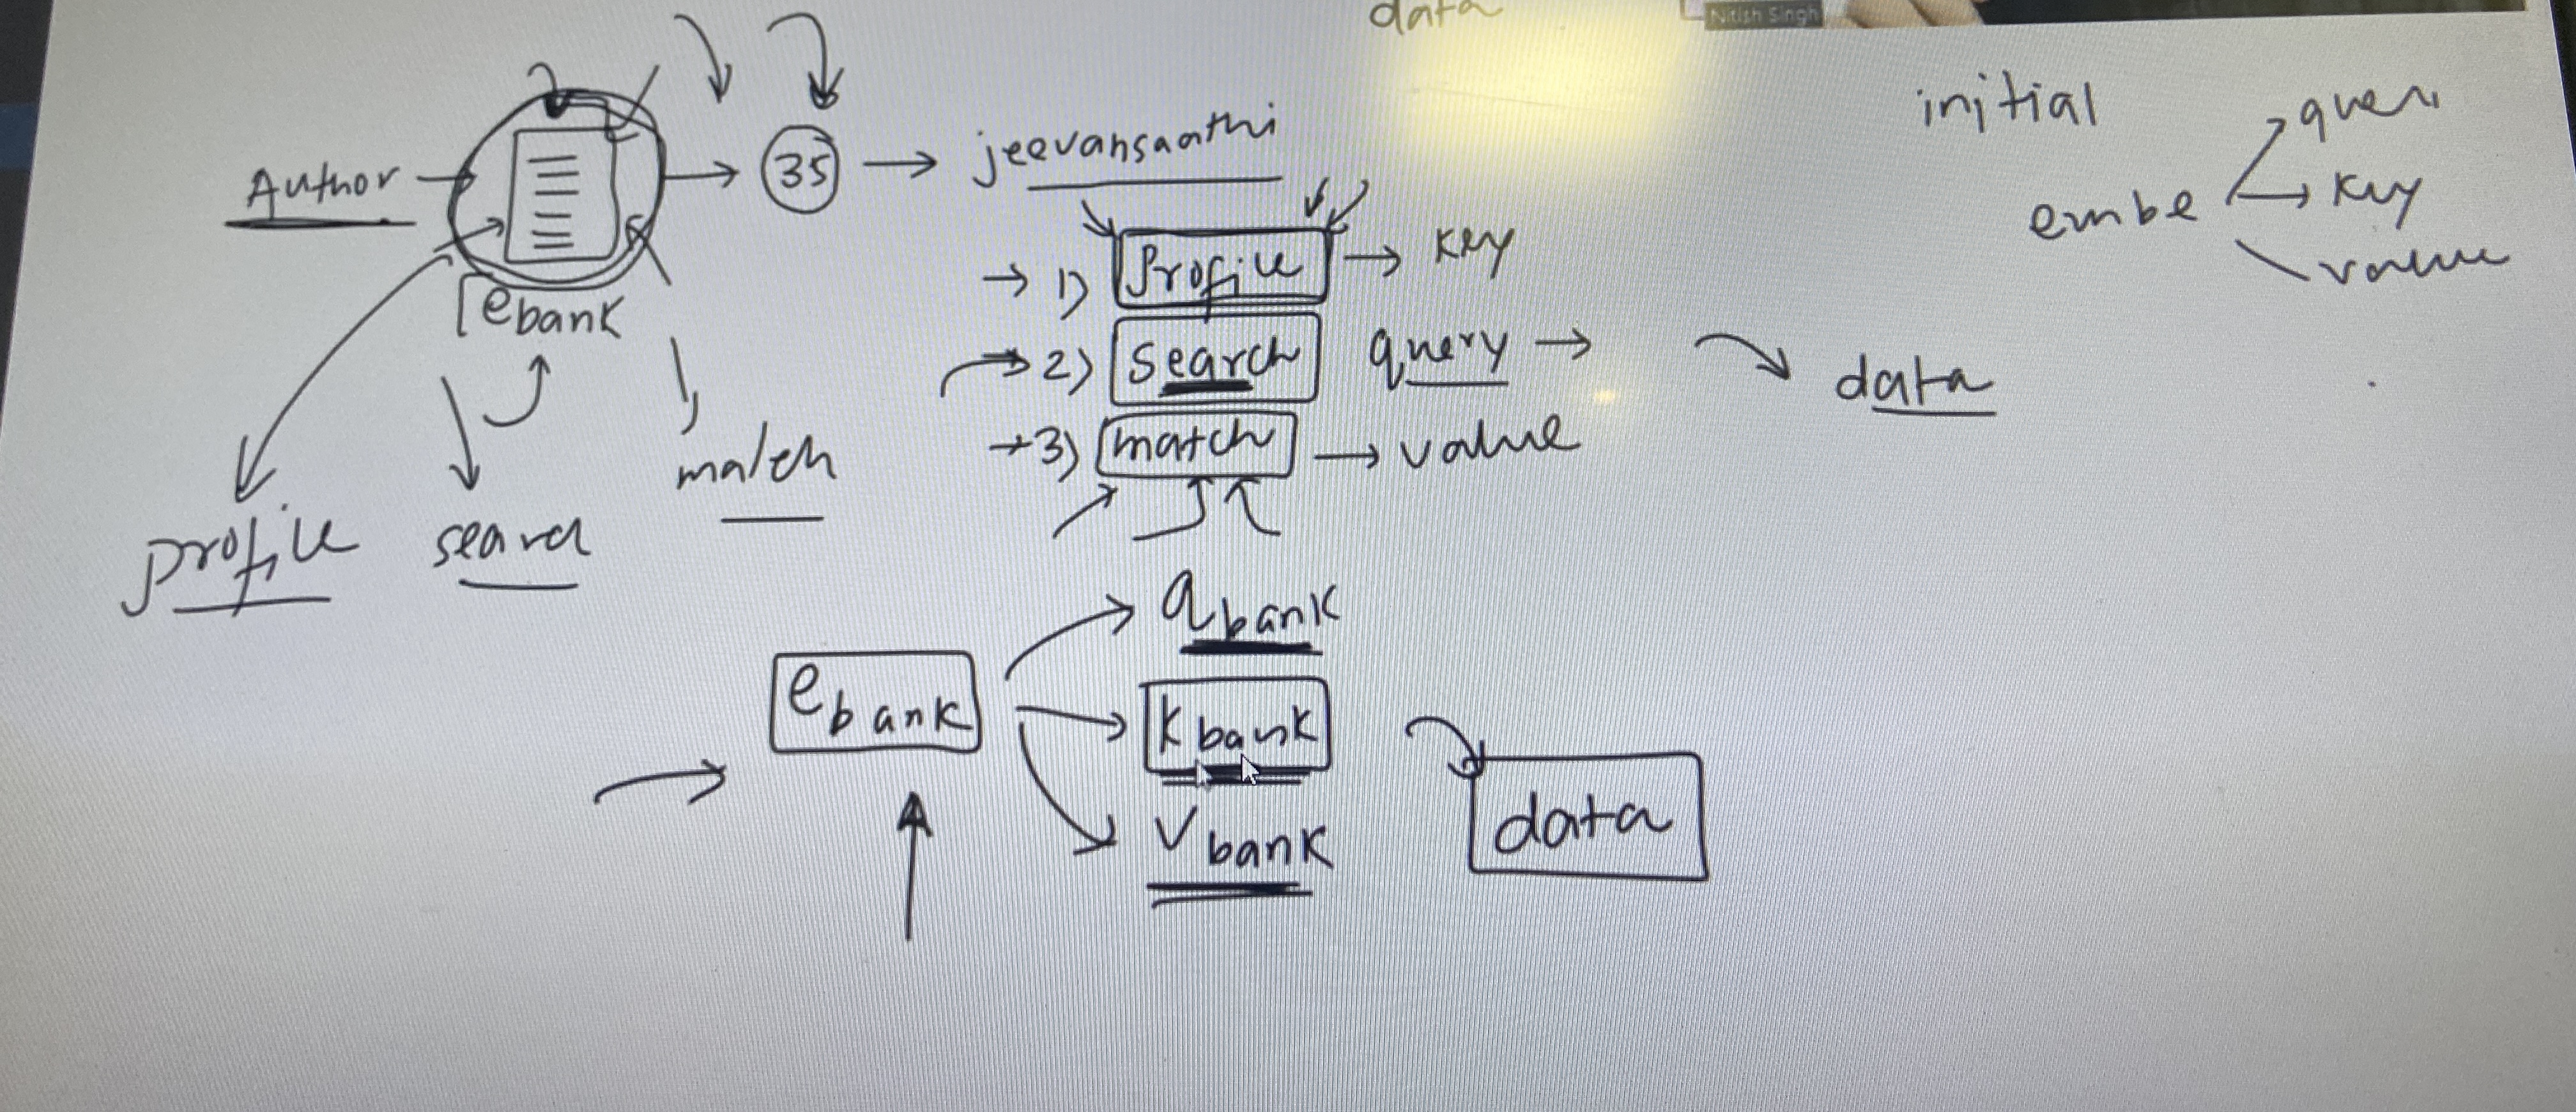 data
Nitish Singh
Author → 35 → jeevansaathi
ebank
1) Profile → key
2) search query →
3) match → value
profile
search
match
initial
embe
key
value
data
ebank
qbank
kbank
vbank
data